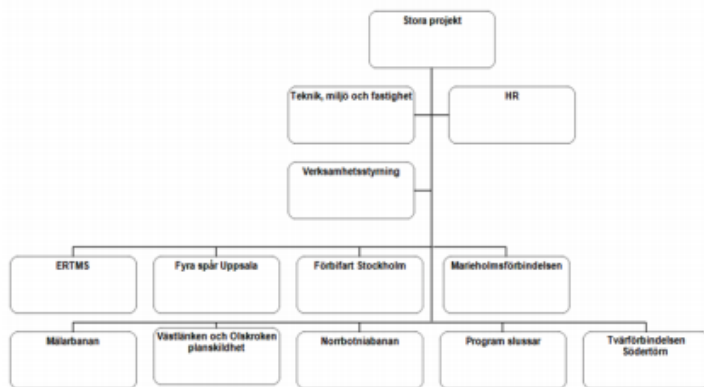 Stora projekt
Teknik, miljö och fastighet
HR
Verksamhetsstyrning
ERTMS
Fyra spår Uppsala
Förbifart Stockholm
Marieholmsförbindelsen
Mälarbanan
Västlänken och Olskroken
planskildhet
Norrbotniabanan
Program slussar
Tvärförbindelsen
Södertörn